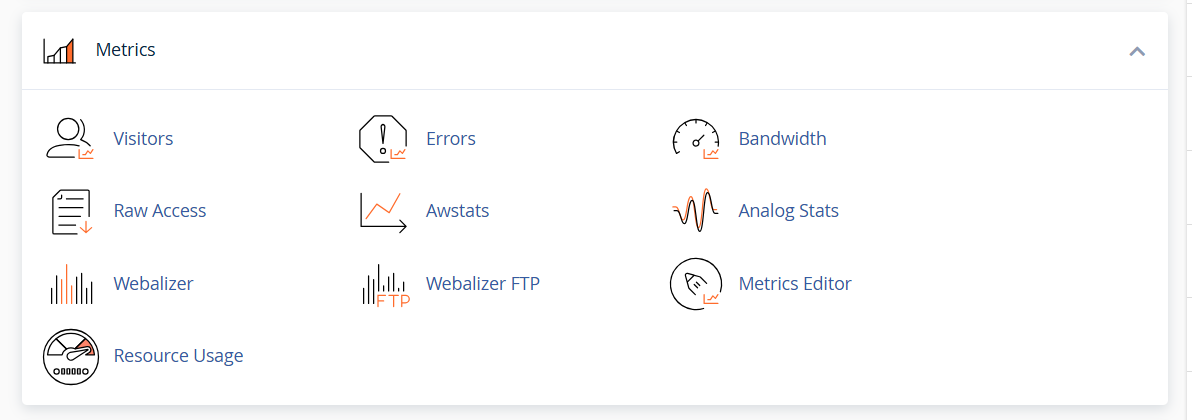 Metrics
Visitors
Errors
Bandwidth
Raw Access
Awstats
Analog Stats
Webalizer
FTP
Webalizer FTP
Metrics Editor
Resource Usage